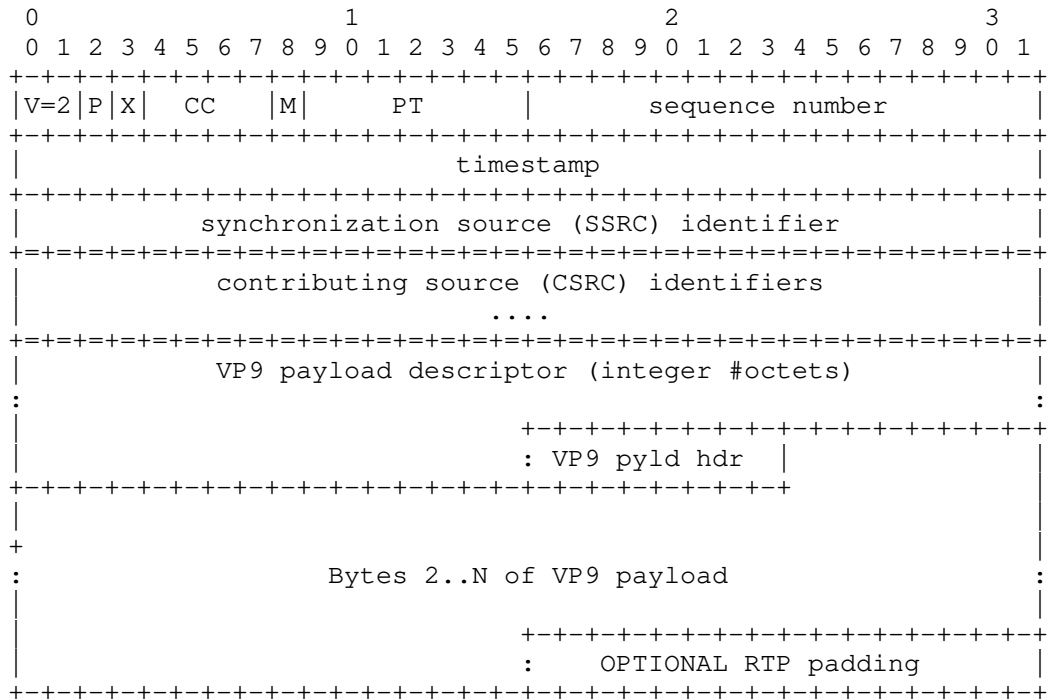 0                   1                   2                   3
 0 1 2 3 4 5 6 7 8 9 0 1 2 3 4 5 6 7 8 9 0 1 2 3 4 5 6 7 8 9 0 1
+-+-+-+-+-+-+-+-+-+-+-+-+-+-+-+-+-+-+-+-+-+-+-+-+-+-+-+-+-+-+-+-+
|V=2|P|X|  CC   |M|     PT      |       sequence number         |
+-+-+-+-+-+-+-+-+-+-+-+-+-+-+-+-+-+-+-+-+-+-+-+-+-+-+-+-+-+-+-+-+
|                           timestamp                           |
+-+-+-+-+-+-+-+-+-+-+-+-+-+-+-+-+-+-+-+-+-+-+-+-+-+-+-+-+-+-+-+-+
|           synchronization source (SSRC) identifier            |
+=+=+=+=+=+=+=+=+=+=+=+=+=+=+=+=+=+=+=+=+=+=+=+=+=+=+=+=+=+=+=+=+
|            contributing source (CSRC) identifiers             |
|                             ....                              |
+=+=+=+=+=+=+=+=+=+=+=+=+=+=+=+=+=+=+=+=+=+=+=+=+=+=+=+=+=+=+=+=+
|            VP9 payload descriptor (integer #octets)           |
:                                                               :
|                               +-+-+-+-+-+-+-+-+-+-+-+-+-+-+-+-+
|                               : VP9 pyld hdr  |               |
+-+-+-+-+-+-+-+-+-+-+-+-+-+-+-+-+-+-+-+-+-+-+-+-+               |
|                                                               |
+                                                               |
:                   Bytes 2..N of VP9 payload                   :
|                                                               |
|                               +-+-+-+-+-+-+-+-+-+-+-+-+-+-+-+-+
|                               :    OPTIONAL RTP padding       |
+-+-+-+-+-+-+-+-+-+-+-+-+-+-+-+-+-+-+-+-+-+-+-+-+-+-+-+-+-+-+-+-+